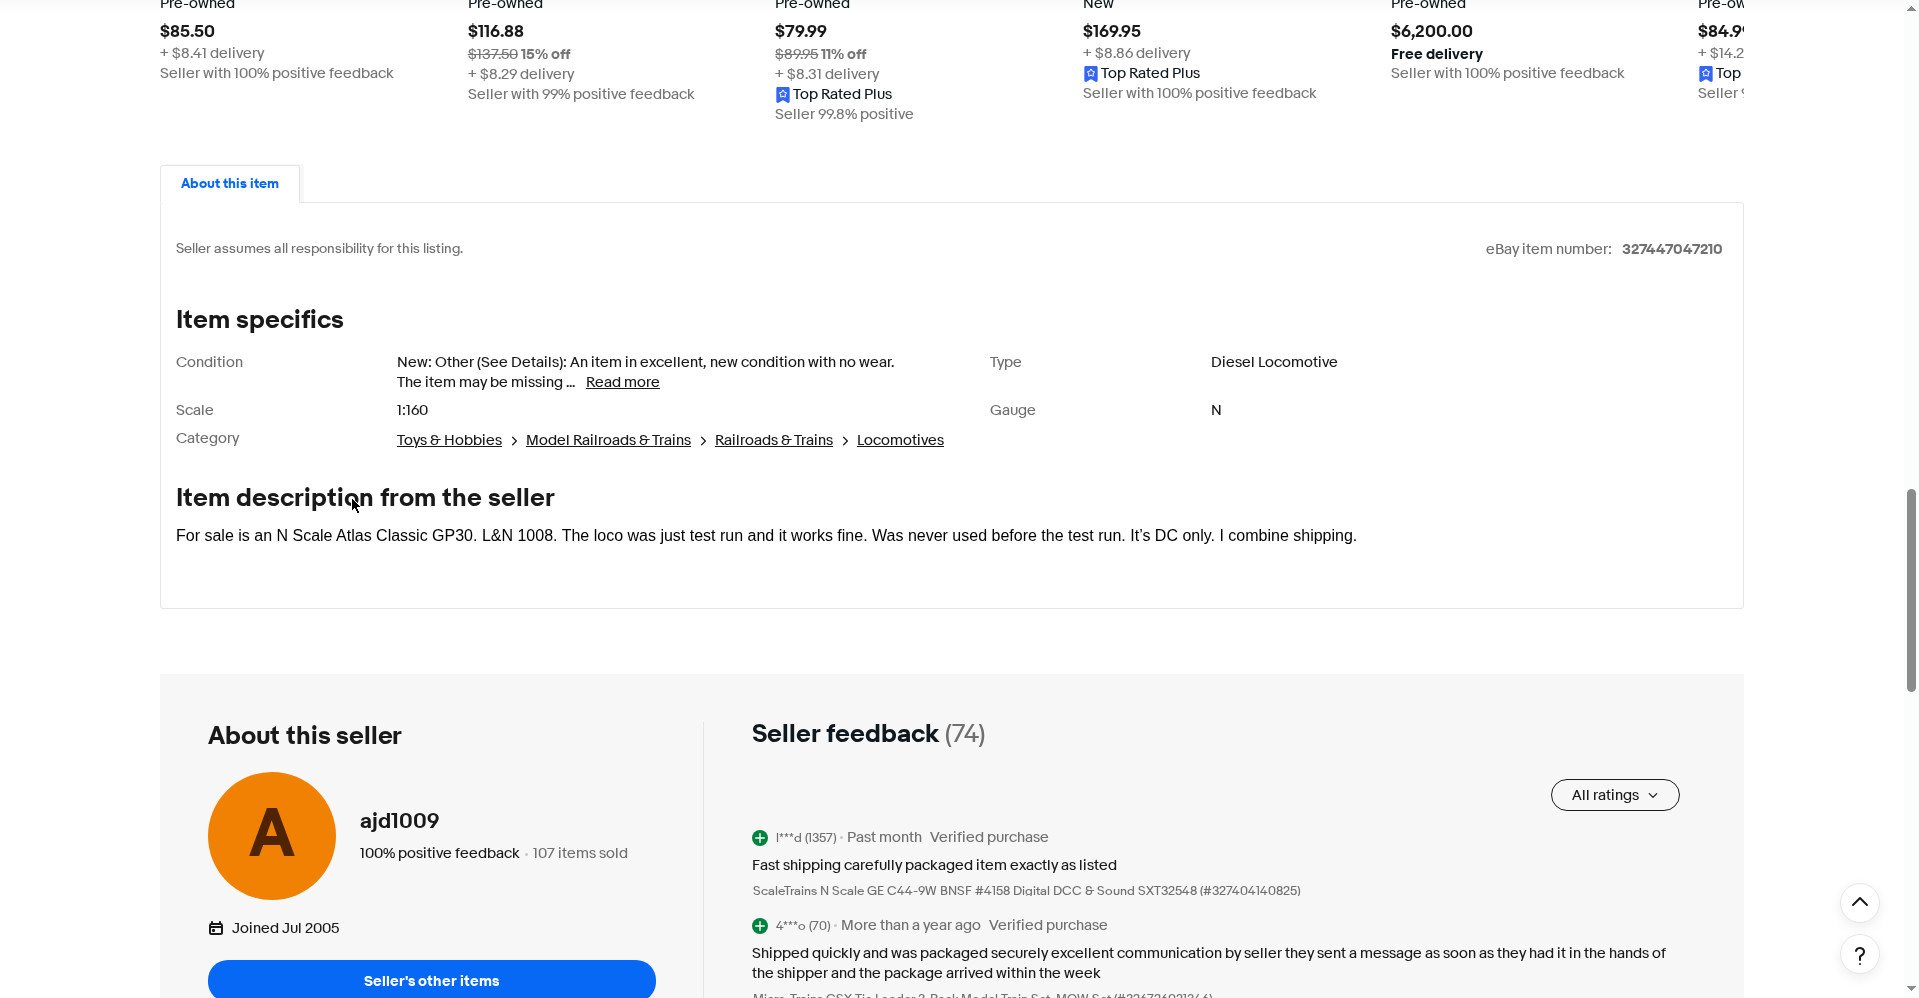 Pre-owned
$85.50
+ $8.41 delivery
Seller with 100% positive feedback
Pre-owned
$116.88
$137.50 15% off
+ $8.29 delivery
Seller with 99% positive feedback
Pre-owned
$79.99
$89.95 11% off
+ $8.31 delivery
Top Rated Plus
Seller 99.8% positive
New
$169.95
+ $8.86 delivery
Top Rated Plus
Seller with 100% positive feedback
Pre-owned
$6,200.00
Free delivery
Seller with 100% positive feedback
$84.9
+ $14.2
Top
Seller
About this item
Seller assumes all responsibility for this listing.
eBay item number: 327447047210
Item specifics
Condition
New: Other (See Details): An item in excellent, new condition with no wear.
The item may be missing ... Read more
Type
Diesel Locomotive
Scale
1:160
Gauge
N
Category
Toys & Hobbies > Model Railroads & Trains > Railroads & Trains > Locomotives
Item description from the seller
For sale is an N Scale Atlas Classic GP30. L&N 1008. The loco was just test run and it works fine. Was never used before the test run. It’s DC only. I combine shipping.
About this seller
A
ajd1009
100% positive feedback · 107 items sold
Joined Jul 2005
Seller's other items
Seller feedback (74)
All ratings
l***d (1357) · Past month Verified purchase
Fast shipping carefully packaged item exactly as listed
ScaleTrains N Scale GE C44-9W BNSF #4158 Digital DCC & Sound SXT32548 (#327404140825)
4***o (70) · More than a year ago Verified purchase
Shipped quickly and was packaged securely excellent communication by seller they sent a message as soon as they had it in the hands of
the shipper and the package arrived within the week
?